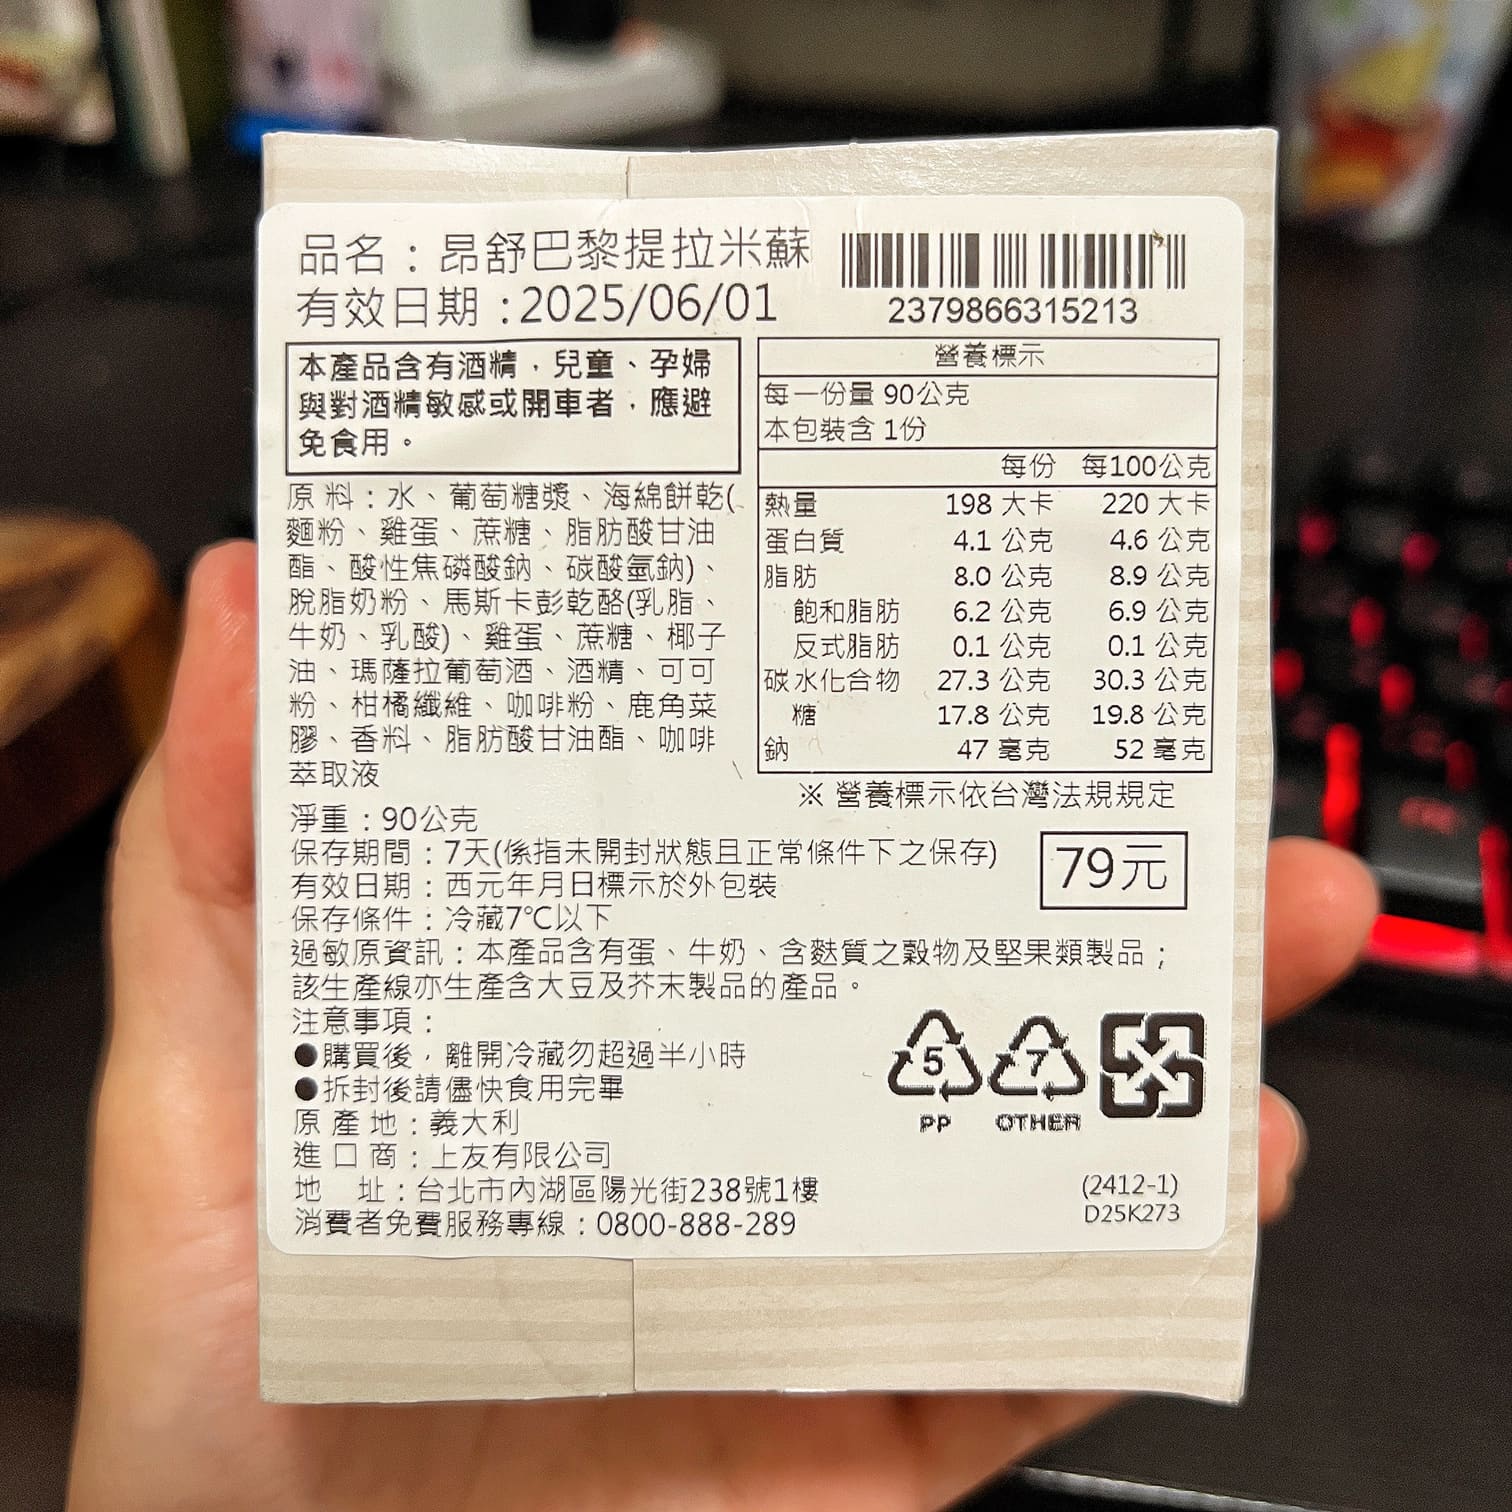 品名：昂舒巴黎提拉米蘇
有效日期：2025/06/01
2379866315213
本產品含有酒精，兒童、孕婦
與對酒精敏感或開車者，應避
免食用。
原料：水、葡萄糖漿、海綿餅乾(
麵粉、雞蛋、蔗糖、脂肪酸甘油
酯、酸性焦磷酸鈉、碳酸氫鈉)、
脫脂奶粉、馬斯卡彭乾酪(乳脂、
牛奶、乳酸)、雞蛋、蔗糖、椰子
油、瑪薩拉葡萄酒、酒精、可可
粉、柑橘纖維、咖啡粉、鹿角菜
膠、香料、脂肪酸甘油酯、咖啡
萃取液
營養標示
每一份量 90公克
本包裝含 1份
每份 每100公克
熱量 198 大卡 220 大卡
蛋白質 4.1 公克 4.6 公克
脂肪 8.0 公克 8.9 公克
飽和脂肪 6.2 公克 6.9 公克
反式脂肪 0.1 公克 0.1 公克
碳水化合物 27.3 公克 30.3 公克
糖 17.8 公克 19.8 公克
鈉 47 毫克 52 毫克
※ 營養標示依台灣法規規定
淨重：90公克
保存期間：7天(係指未開封狀態且正常條件下之保存)
有效日期：西元年月日標示於外包裝
保存條件：冷藏7℃以下
79元
過敏原資訊：本產品含有蛋、牛奶、含麩質之穀物及堅果類製品；
該生產線亦生產含大豆及芥末製品的產品。
注意事項：
●購買後，離開冷藏勿超過半小時
●拆封後請儘快食用完畢
原產地：義大利
進口商：上友有限公司
地 址：台北市內湖區陽光街238號1樓
消費者免費服務專線：0800-888-289
5
PP
7
OTHER
(2412-1)
D25K273